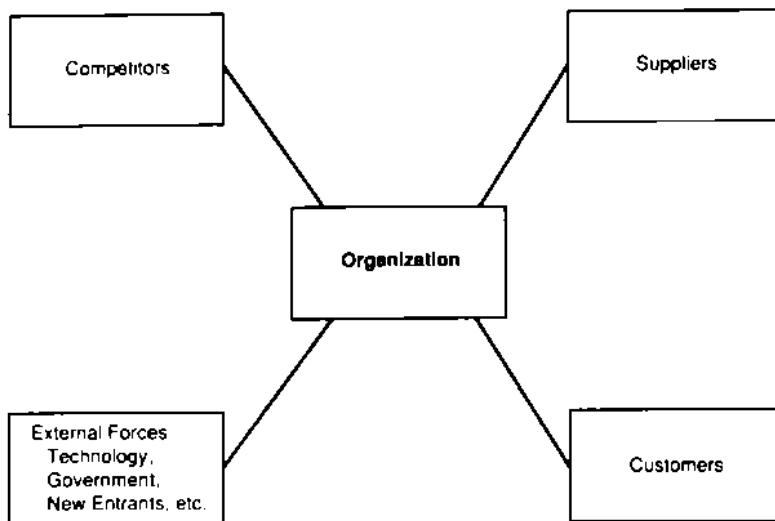 Competitors
Suppliers
Organization
External Forces
Technology,
Government,
New Entrants, etc.
Customers